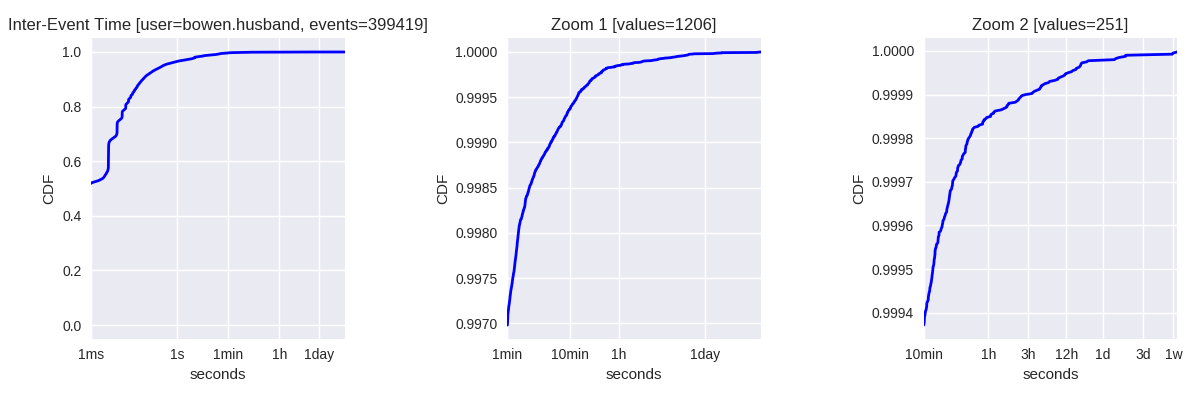 Inter-Event Time [user=bowen.husband, events=399419]
1.0
0.8
0.6
0.4
0.2
0.0
CDF
1ms 1s 1min 1h 1day
seconds
Zoom 1 [values=1206]
1.0000
0.9995
0.9990
0.9985
0.9980
0.9975
0.9970
CDF
1min 10min 1h 1day
seconds
Zoom 2 [values=251]
1.0000
0.9999
0.9998
0.9997
0.9996
0.9995
0.9994
CDF
10min 1h 3h 12h 1d 3d 1w
seconds